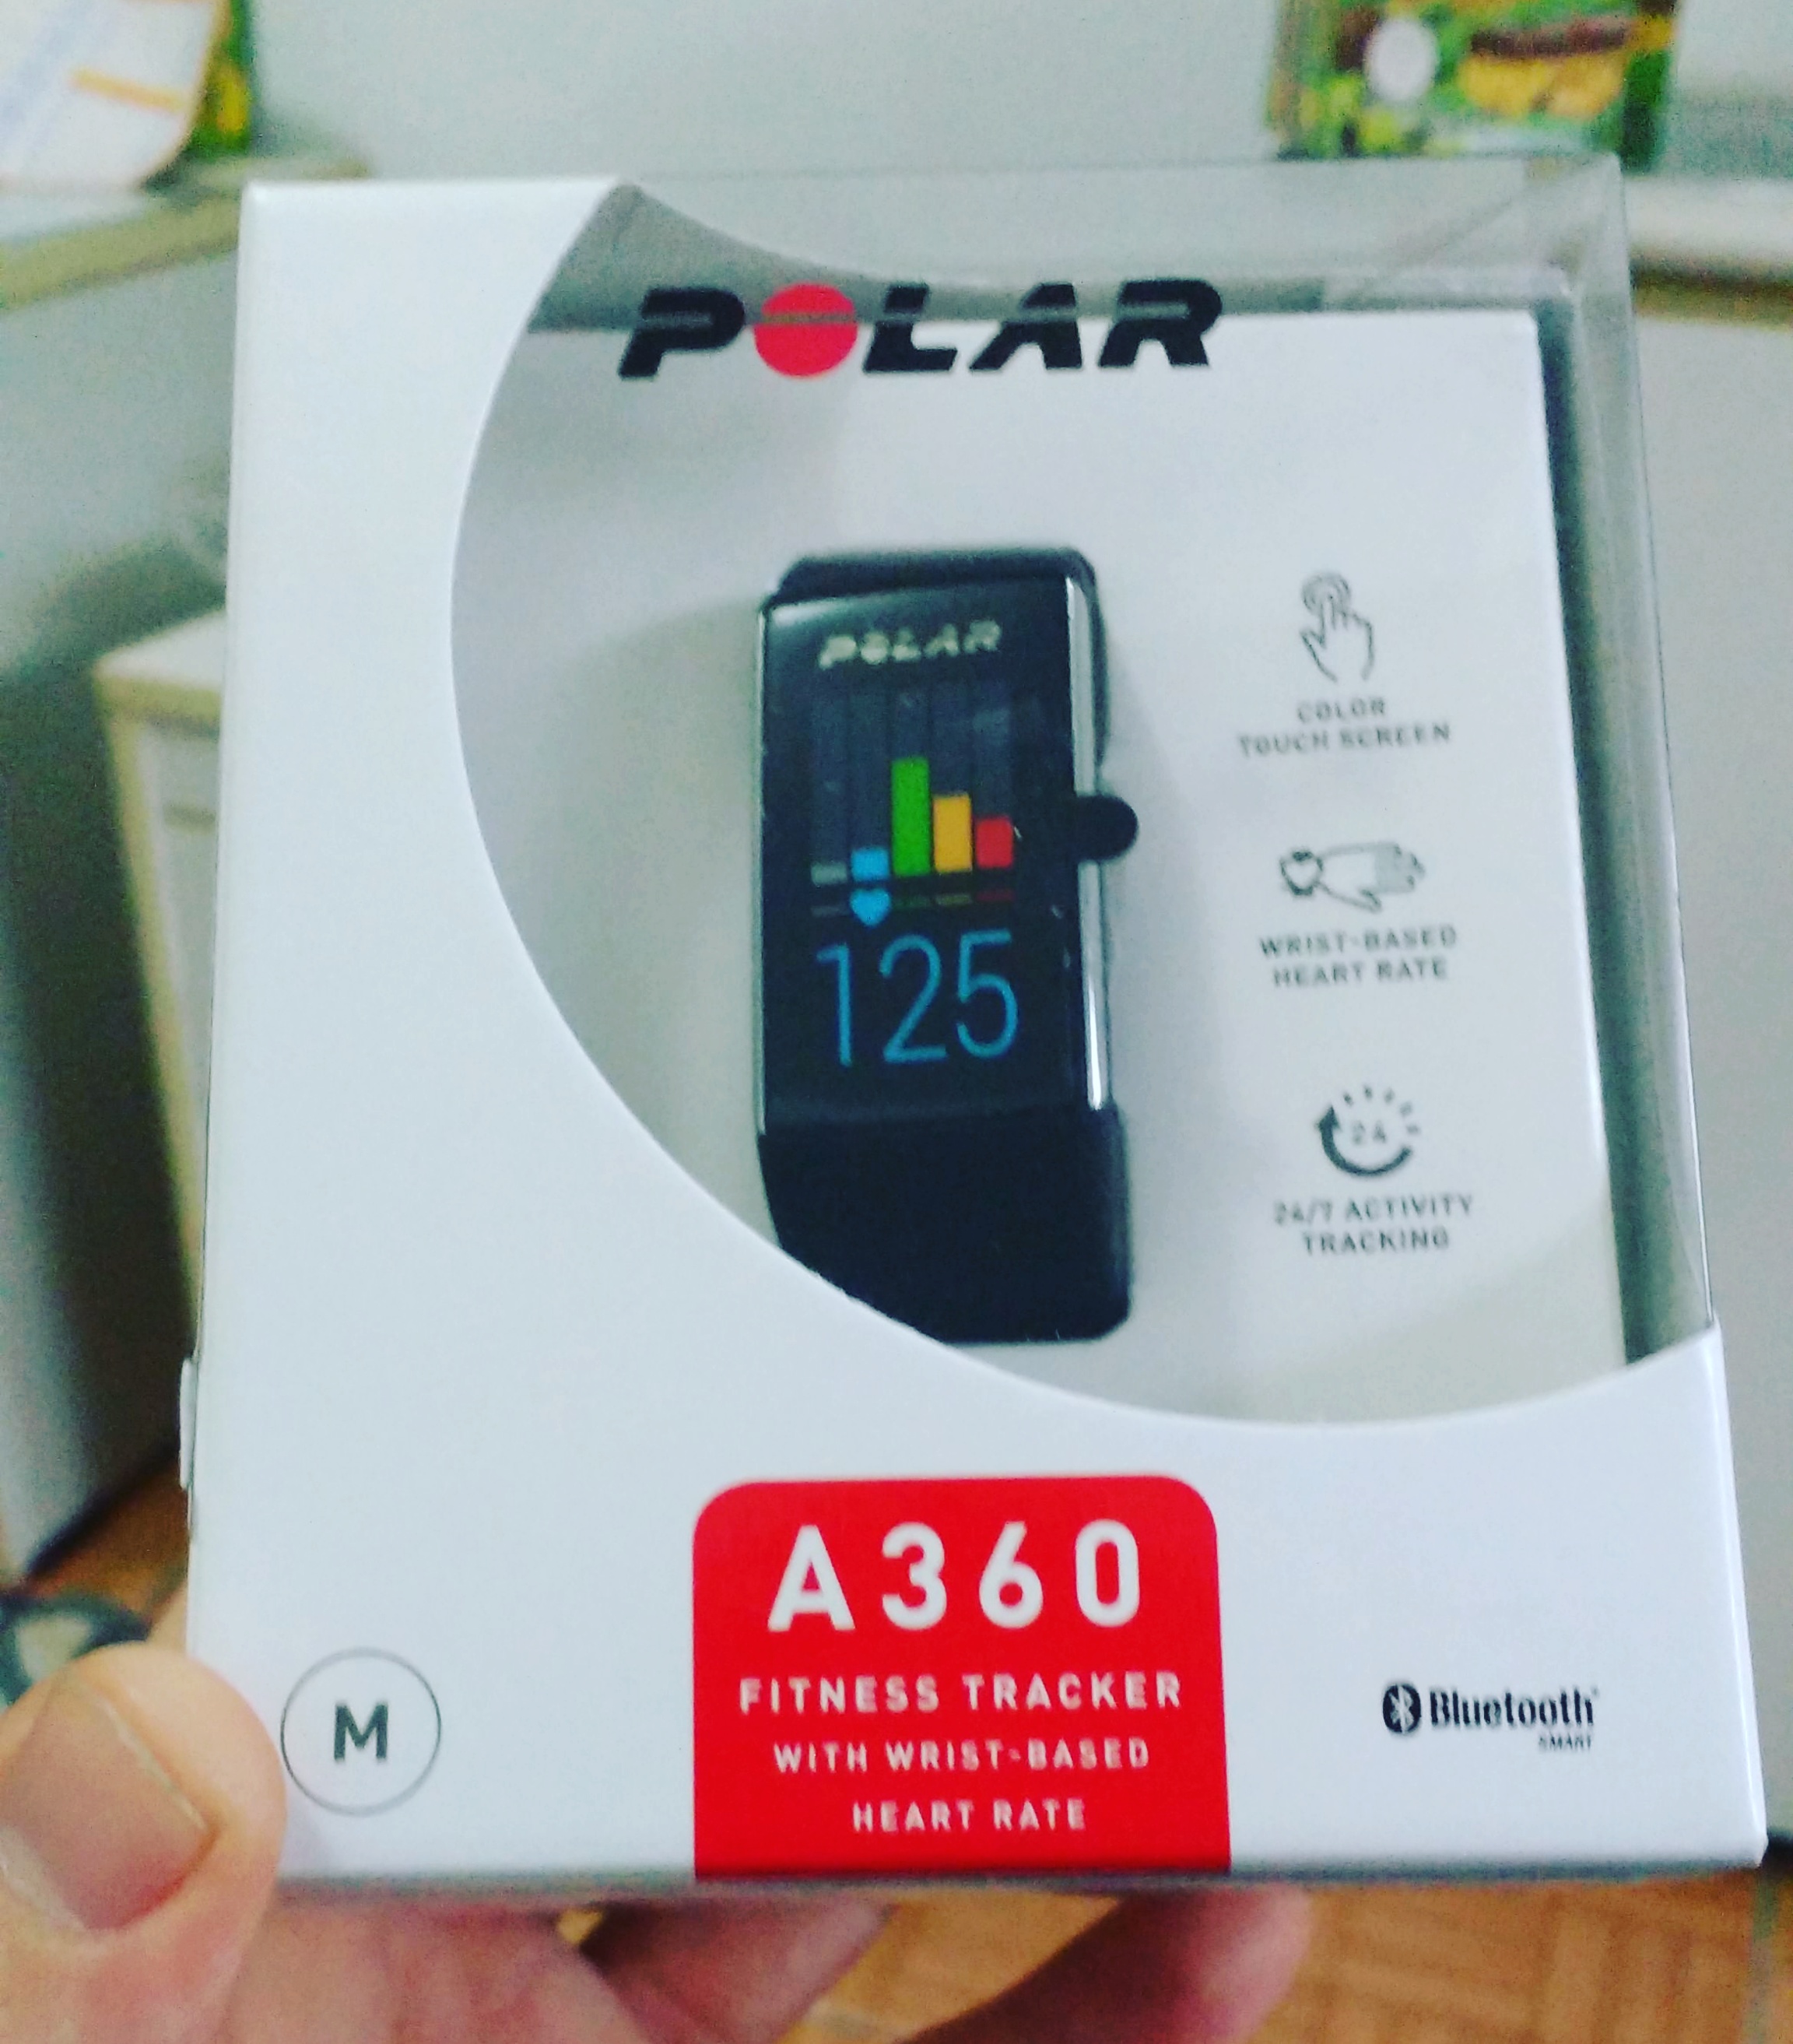 POLAR
POLAR
125
COLOR
TOUCH SCREEN
WRIST-BASED
HEART RATE
24
24/7 ACTIVITY
TRACKING
A360
FITNESS TRACKER
WITH WRIST-BASED
HEART RATE
M
Bluetooth
SMART